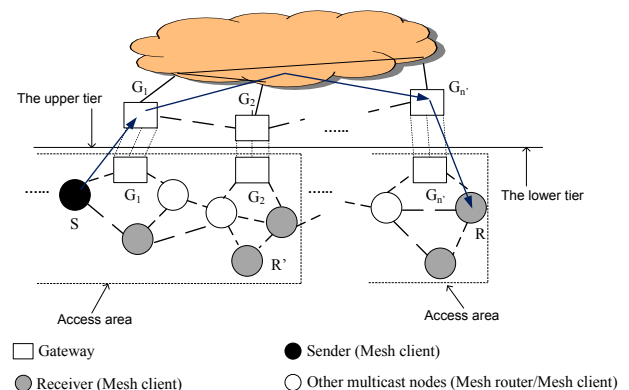 G1
G2
Gn'
The upper tier
......
The lower tier
......
G1
G2
......
Gn'
S
R'
R
Access area
Access area
Gateway
Sender (Mesh client)
Receiver (Mesh client)
Other multicast nodes (Mesh router/Mesh client)